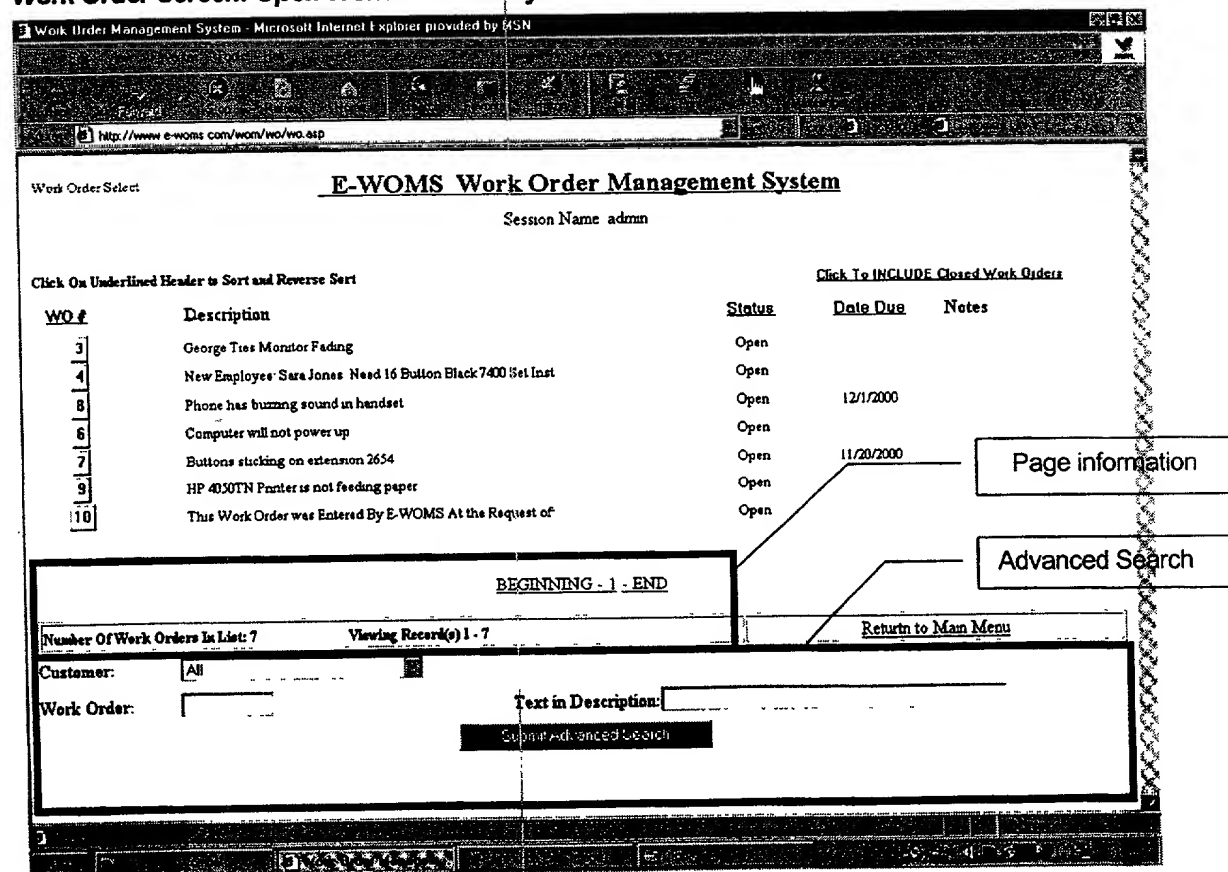 Work Order Management System - Microsoft Internet Explorer provided by MSN
http://www e-woms com/wom/wo/wo.asp
Work Order Select
E-WOMS Work Order Management System
Session Name admin
Click On Underlined Header to Sort and Reverse Sort
Click To INCLUDE Closed Work Orders
WO # Description Status Date Due Notes
3 George Ties Monitor Fading Open
4 New Employee Sara Jones Need 16 Button Black 7400 Set Inst Open
8 Phone has buzzing sound in handset Open 12/1/2000
6 Computer will not power up Open
7 Buttons sticking on extension 2654 Open 11/20/2000
9 HP 4050TN Printer is not feeding paper Open
10 This Work Order was Entered By E-WOMS At the Request of Open
Page information
Advanced Search
BEGINNING - 1 - END
Number Of Work Orders In List: 7 Viewing Record(s) 1 - 7 Return to Main Menu
Customer: All
Work Order: Text in Description:
Submit Advanced Search